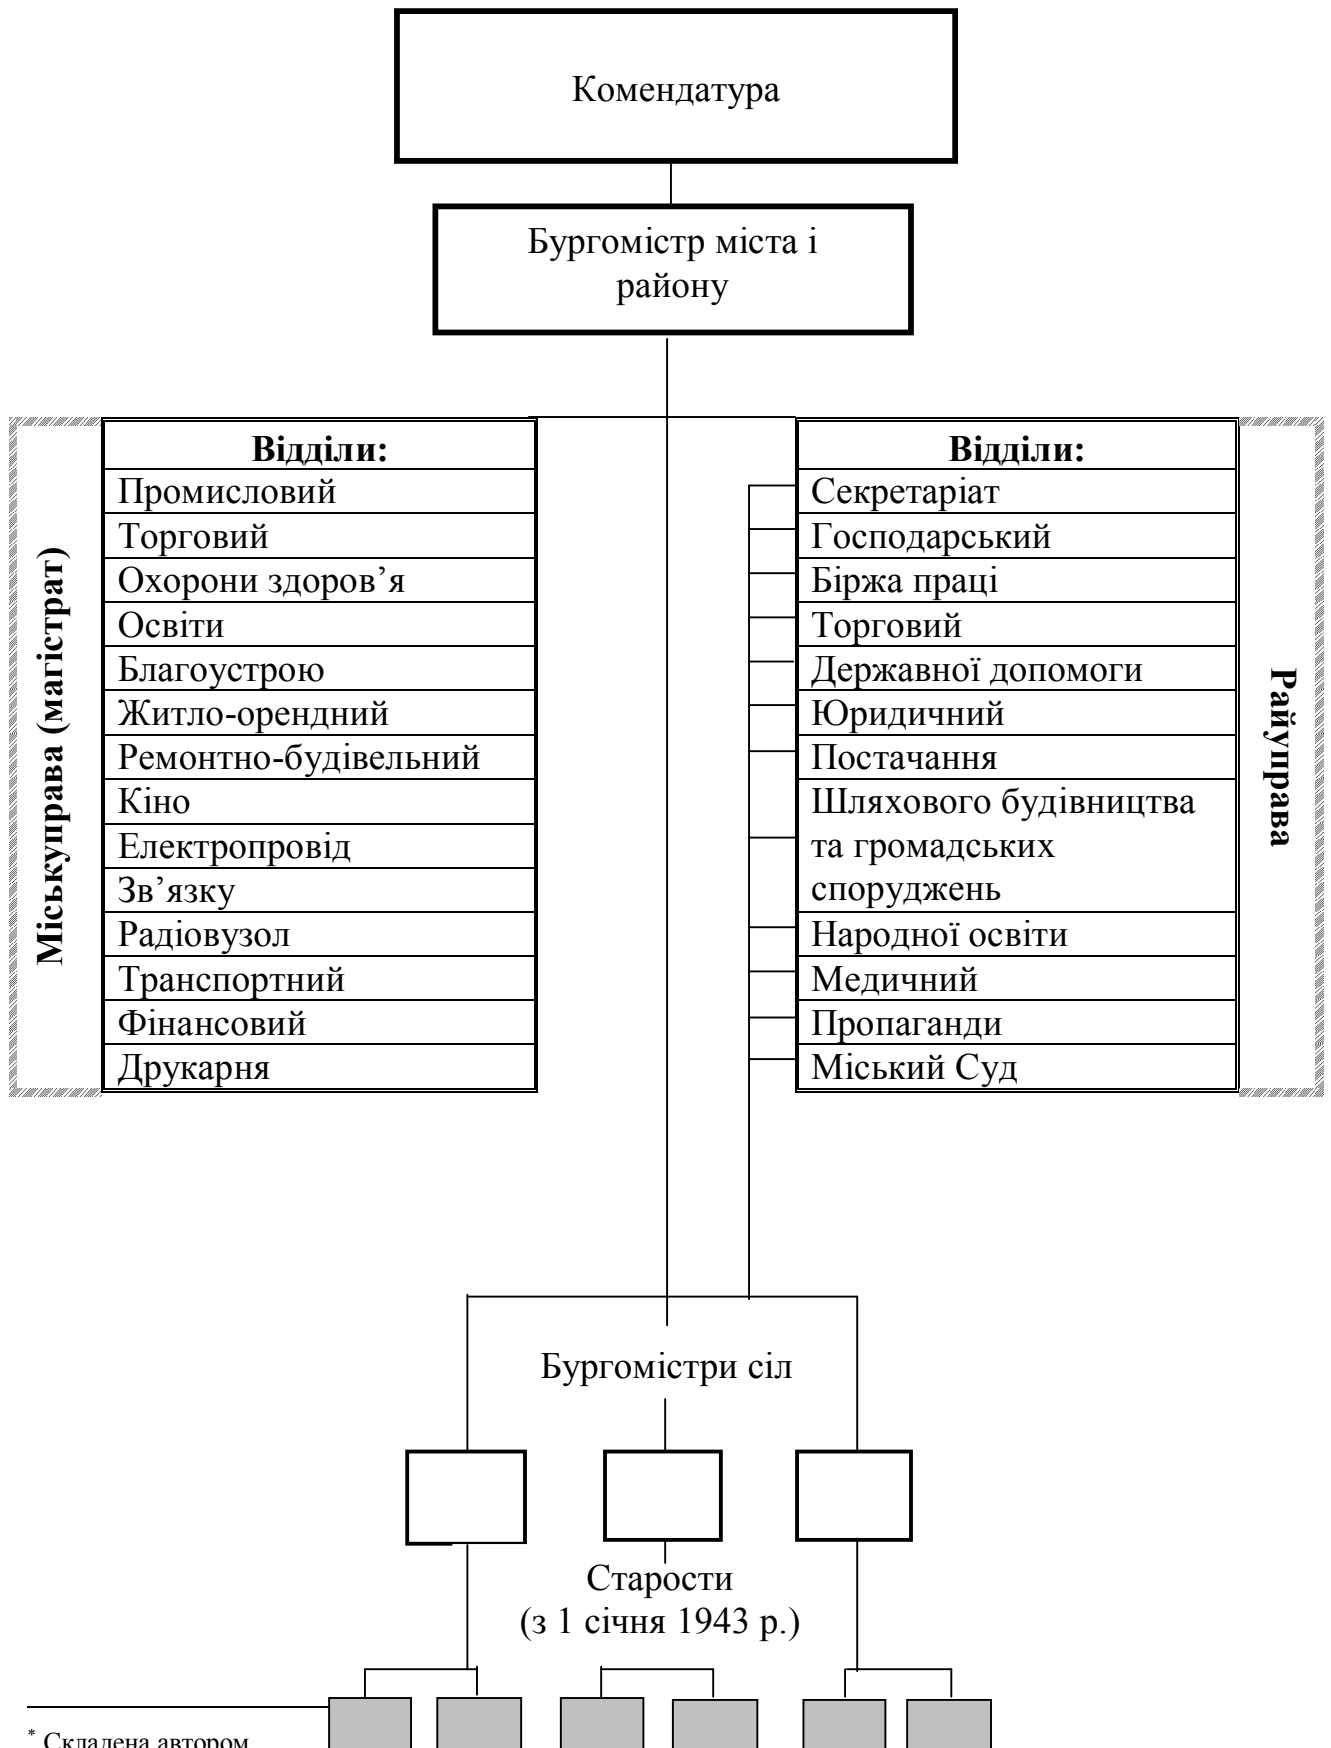 Комендатура
Бургомістр міста і
району
Міськуправа (магістрат)
Відділи:
Промисловий
Торговий
Охорони здоров’я
Освіти
Благоустрою
Житло-орендний
Ремонтно-будівельний
Кіно
Електропровід
Зв’язку
Радіовузол
Транспортний
Фінансовий
Друкарня
Відділи:
Секретаріат
Господарський
Біржа праці
Торговий
Державної допомоги
Юридичний
Постачання
Шляхового будівництва
та громадських
споруджень
Народної освіти
Медичний
Пропаганди
Міський Суд
Райуправа
Бургомістри сіл
Старости
(з 1 січня 1943 р.)
* Складена автором